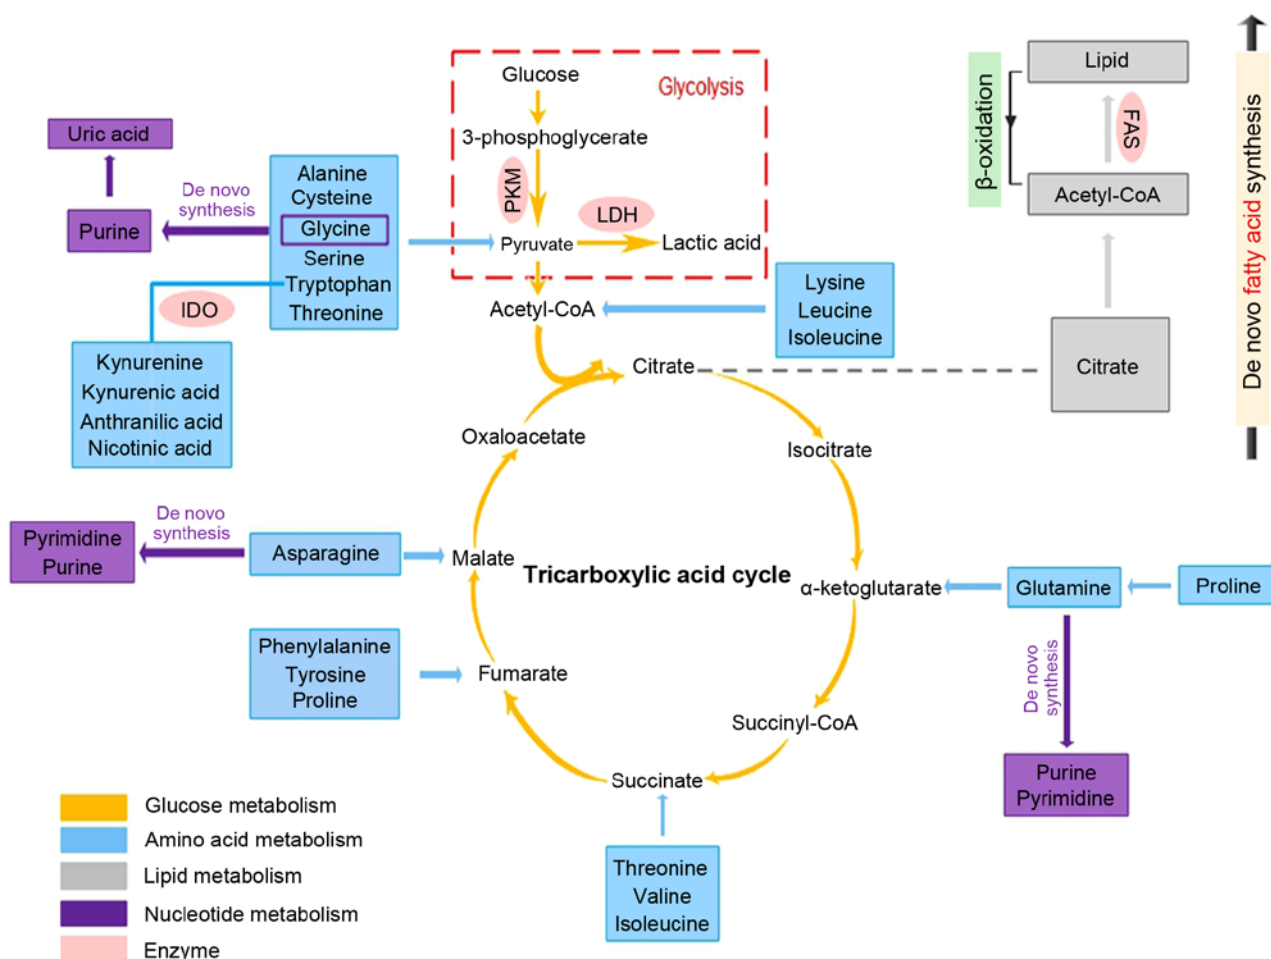 Glucose
Glycolysis
3-phosphoglycerate
PKM
LDH
Pyruvate
Lactic acid
Acetyl-CoA
Uric acid
De novo
synthesis
Purine
Alanine
Cysteine
Glycine
Serine
Tryptophan
Threonine
IDO
Kynurenine
Kynurenic acid
Anthranilic acid
Nicotinic acid
Lysine
Leucine
Isoleucine
Lipid
β-oxidation
FAS
Acetyl-CoA
Citrate
De novo fatty acid synthesis
Citrate
Isocitrate
Oxaloacetate
Pyrimidine
Purine
De novo
synthesis
Asparagine
Malate
Tricarboxylic acid cycle
α-ketoglutarate
Glutamine
Proline
De novo
synthesis
Purine
Pyrimidine
Phenylalanine
Tyrosine
Proline
Fumarate
Succinyl-CoA
Succinate
Threonine
Valine
Isoleucine
Glucose metabolism
Amino acid metabolism
Lipid metabolism
Nucleotide metabolism
Enzyme